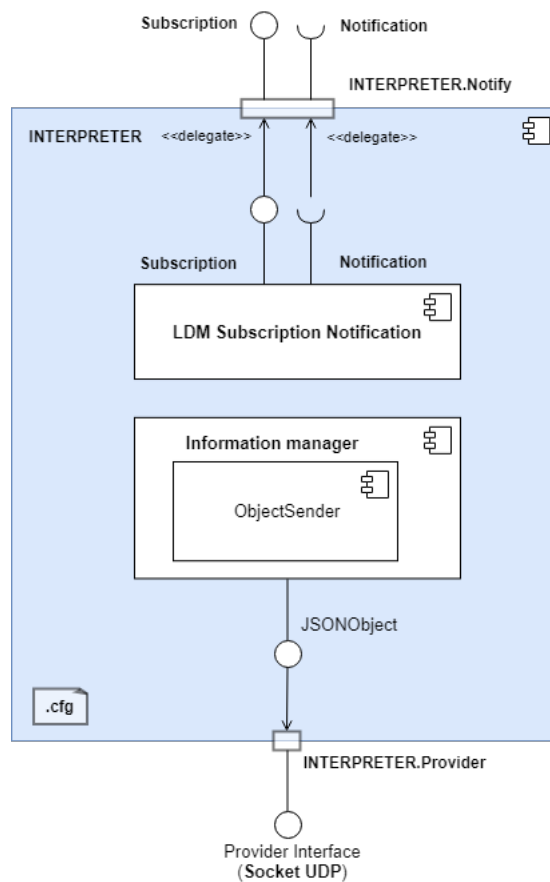 Subscription
Notification
INTERPRETER.Notify
INTERPRETER
<<delegate>>
<<delegate>>
Subscription
Notification
LDM Subscription Notification
Information manager
ObjectSender
JSONObject
.cfg
INTERPRETER.Provider
Provider Interface
(Socket UDP)